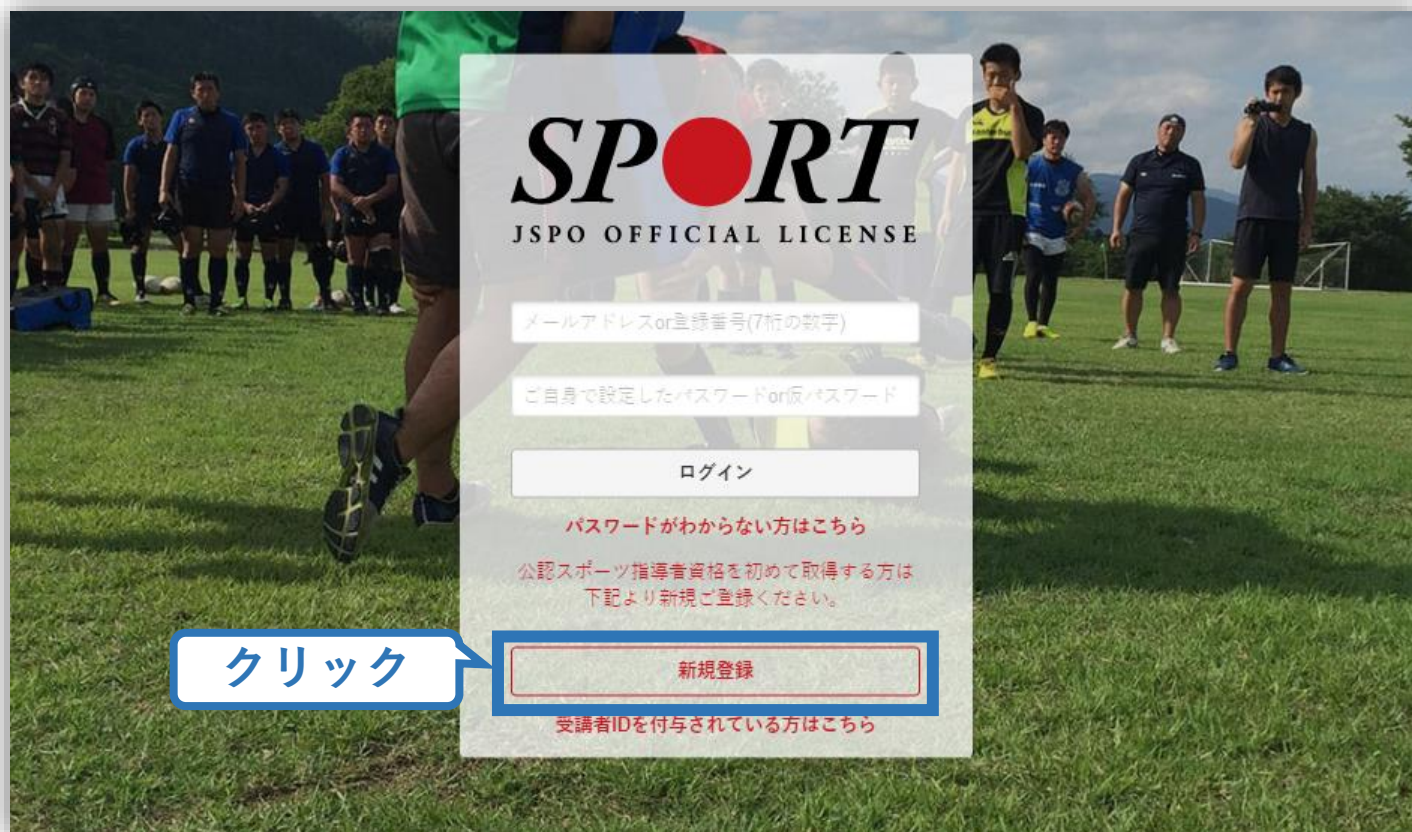 SPORT
JSPO OFFICIAL LICENSE
メールアドレスor登録番号(7桁の数字)
ご自身で設定したパスワードor仮パスワード
ログイン
パスワードがわからない方はこちら
公認スポーツ指導者資格を初めて取得する方は
下記より新規ご登録ください。
クリック
新規登録
受講者IDを付与されている方はこちら